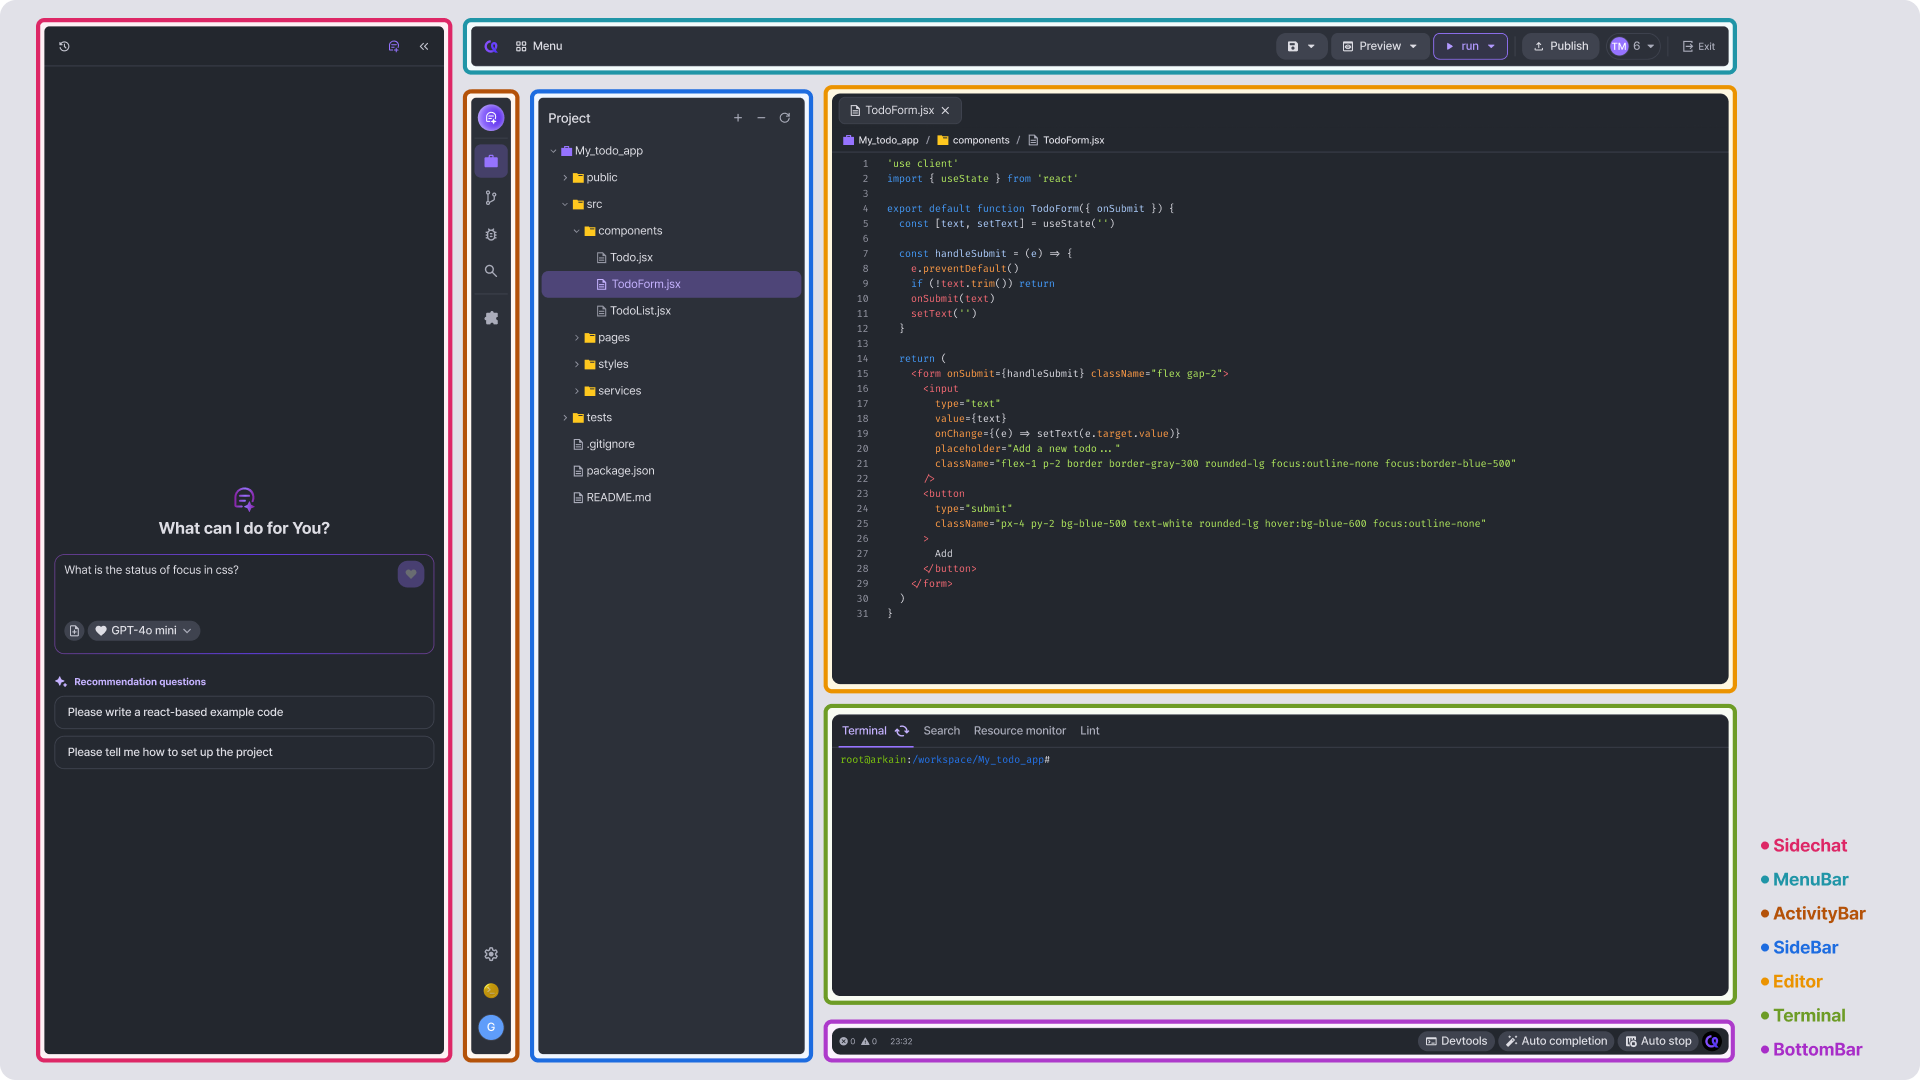 What can I do for You?
What is the status of focus in css?
GPT-4o mini
Recommendation questions
Please write a react-based example code
Please tell me how to set up the project
Menu
Preview
run
Publish
TM 6
Exit
G
Project
My_todo_app
public
src
components
Todo.jsx
TodoForm.jsx
TodoList.jsx
pages
styles
services
tests
.gitignore
package.json
README.md
TodoForm.jsx
My_todo_app / components / TodoForm.jsx
1 'use client'
2 import { useState } from 'react'
3
4 export default function TodoForm({ onSubmit }) {
5 const [text, setText] = useState('')
6
7 const handleSubmit = (e) => {
8 e.preventDefault()
9 if (!text.trim()) return
10 onSubmit(text)
11 setText('')
12 }
13
14 return (
15 <form onSubmit={handleSubmit} className="flex gap-2">
16 <input
17 type="text"
18 value={text}
19 onChange={(e) => setText(e.target.value)}
20 placeholder="Add a new todo..."
21 className="flex-1 p-2 border border-gray-300 rounded-lg focus:outline-none focus:border-blue-500"
22 />
23 <button
24 type="submit"
25 className="px-4 py-2 bg-blue-500 text-white rounded-lg hover:bg-blue-600 focus:outline-none"
26 >
27 Add
28 </button>
29 </form>
30 )
31 }
Terminal Search Resource monitor Lint
root@arkain:/workspace/My_todo_app#
0 0 23:32
Devtools
Auto completion
Auto stop
Sidechat
MenuBar
ActivityBar
SideBar
Editor
Terminal
BottomBar